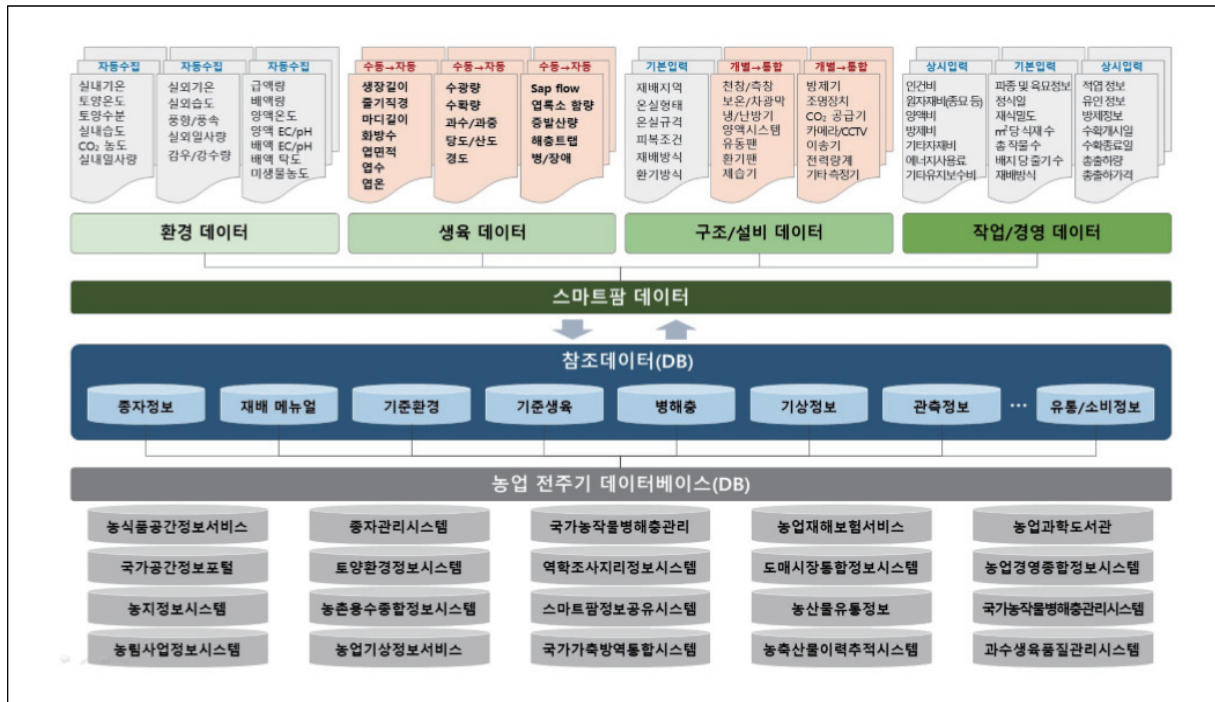 자동수집
실내기온
토양온도
토양수분
실내습도
CO₂ 농도
실내일사량
자동수집
실외기온
실외습도
풍향/풍속
실외일사량
감우/강수량
자동수집
급액량
배액량
양액온도
양액 EC/pH
배액 EC/pH
배액 탁도
미생물농도
환경 데이터
수동→자동
생장길이
줄기직경
마디길이
화방수
엽면적
엽수
엽온
수동→자동
수광량
수확량
과수/과중
당도/산도
경도
수동→자동
Sap flow
엽록소 함량
증발산량
해충트랩
병/장애
생육 데이터
기본입력
재배지역
온실형태
온실규격
피복조건
재배방식
환기방식
개별→통합
천창/측창
보온/차광막
냉/난방기
양액시스템
유동팬
환기팬
제습기
개별→통합
방제기
조명장치
CO₂ 공급기
카메라/CCTV
이송기
전력량계
기타 측정기
구조/설비 데이터
상시입력
인건비
원자재비(종묘 등)
양액비
방제비
기타자재비
에너지사용료
기타유지보수비
기본입력
파종 및 육묘정보
정식일
재식밀도
㎡당 식재 수
총 작물 수
배지 당 줄기 수
재배방식
상시입력
적엽 정보
유인 정보
방제정보
수확개시일
수확종료일
총출하량
총출하가격
작업/경영 데이터
스마트팜 데이터
참조데이터(DB)
종자정보
재배 메뉴얼
기준환경
기준생육
병해충
기상정보
관측정보
···
유통/소비정보
농업 전주기 데이터베이스(DB)
농식품공간정보서비스
종자관리시스템
국가농작물병해충관리
농업재해보험서비스
농업과학도서관
국가공간정보포털
토양환경정보시스템
역학조사지리정보시스템
도매시장통합정보시스템
농업경영종합정보시스템
농지정보시스템
농촌용수종합정보시스템
스마트팜정보공유시스템
농산물유통정보
국가농작물병해충관리시스템
농림사업정보시스템
농업기상정보서비스
국가가축방역통합시스템
농축산물이력추적시스템
과수생육품질관리시스템